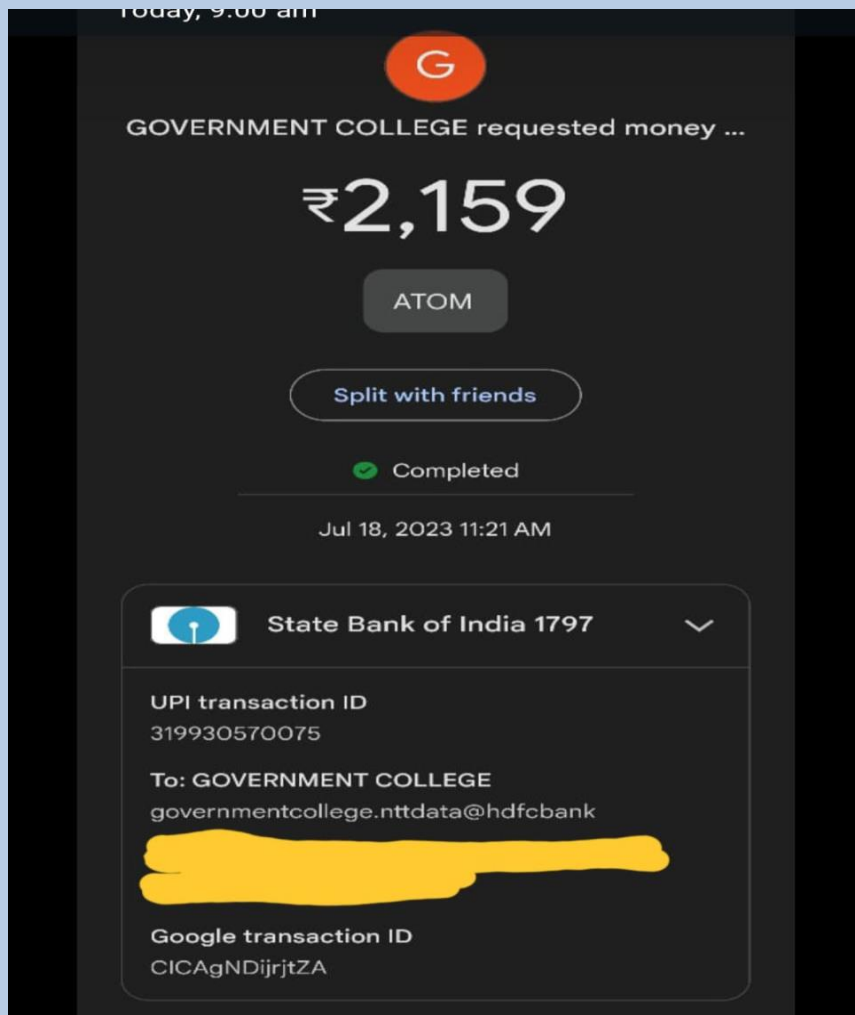 Today, 9:00 am
G
GOVERNMENT COLLEGE requested money ...
₹2,159
ATOM
Split with friends
Completed
Jul 18, 2023 11:21 AM
State Bank of India 1797
UPI transaction ID
319930570075
To: GOVERNMENT COLLEGE
governmentcollege.nttdata@hdfcbank
Google transaction ID
CICAgNDijrjtZA